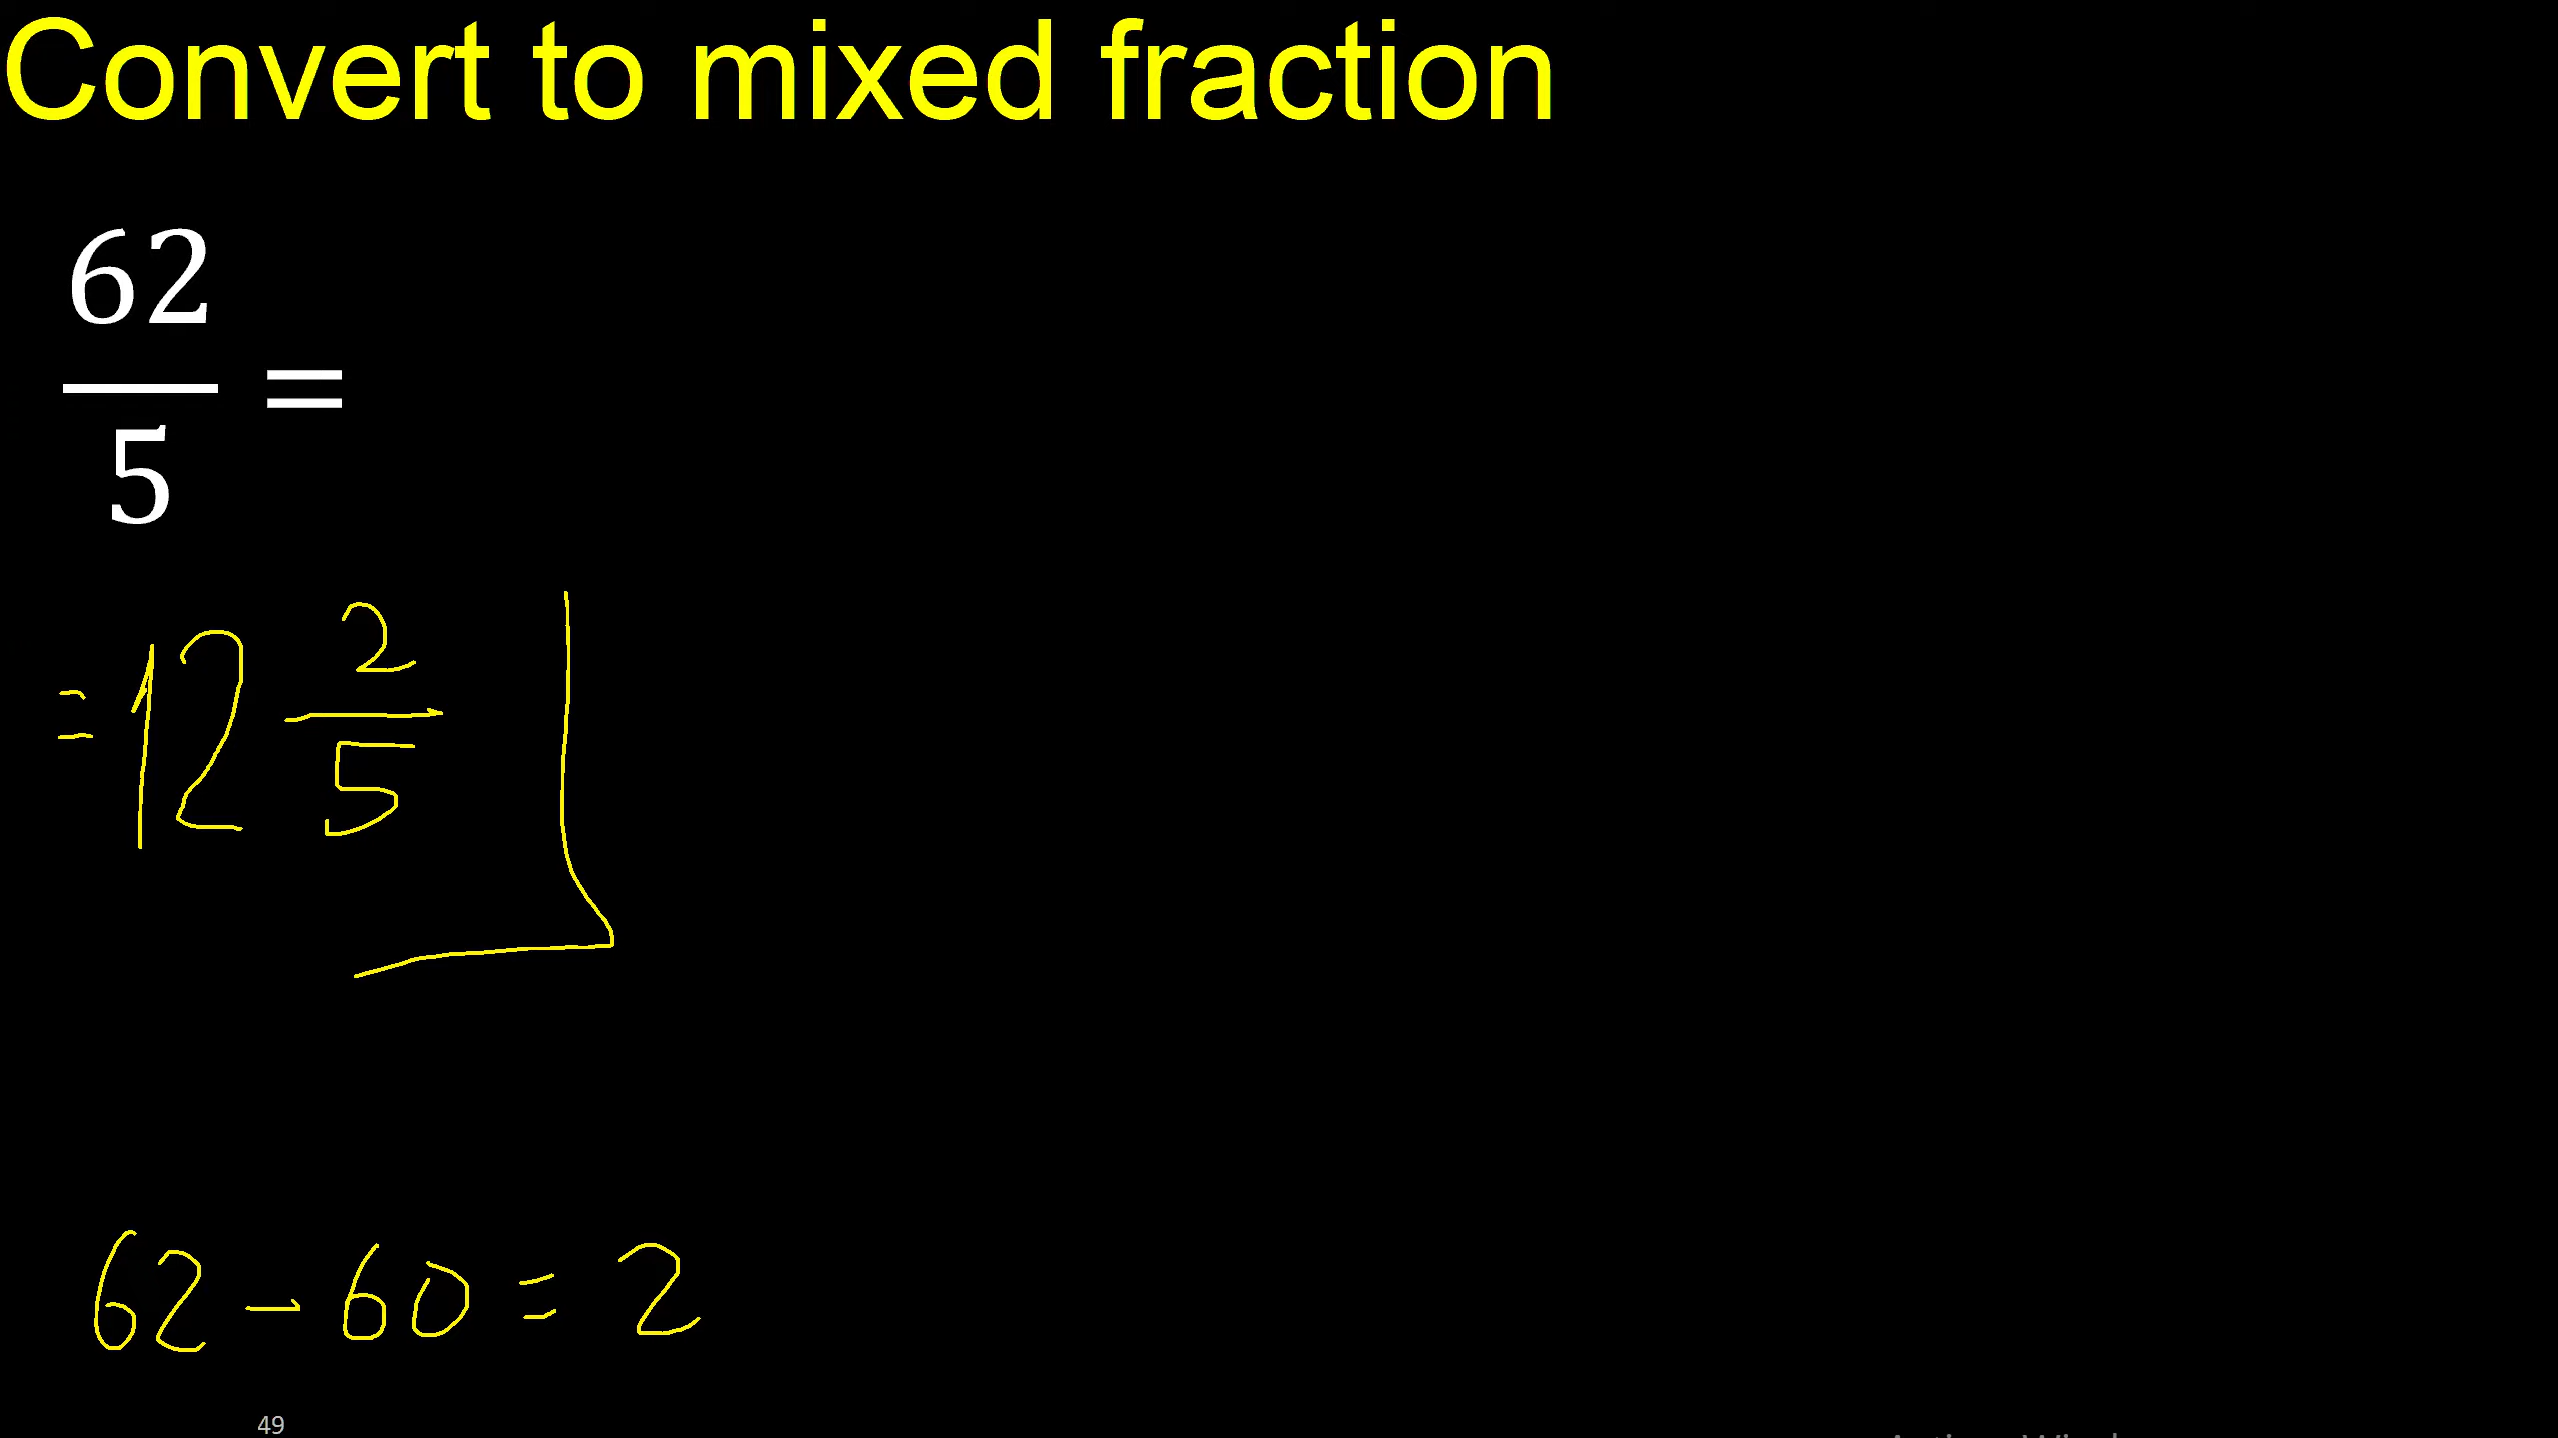 Convert to mixed fraction
62
5 =
= 12 2/5
62 - 60 = 2
49